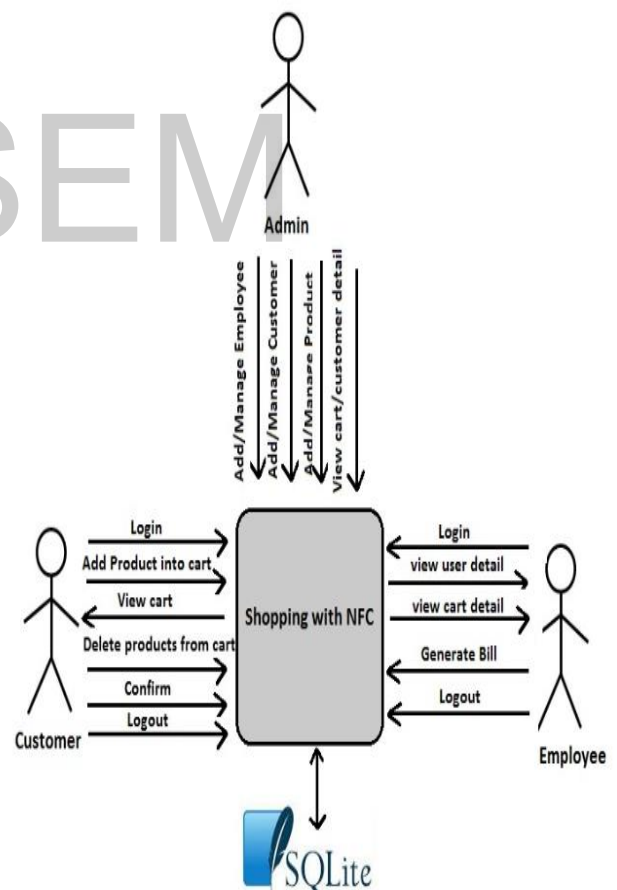 SEM
Admin
Add/Manage Employee
Add/Manage Customer
Add/Manage Product
View cart/customer detail
Login
Add Product into cart
View cart
Delete products from cart
Confirm
Logout
Customer
Shopping with NFC
Login
view user detail
view cart detail
Generate Bill
Logout
Employee
SQLite